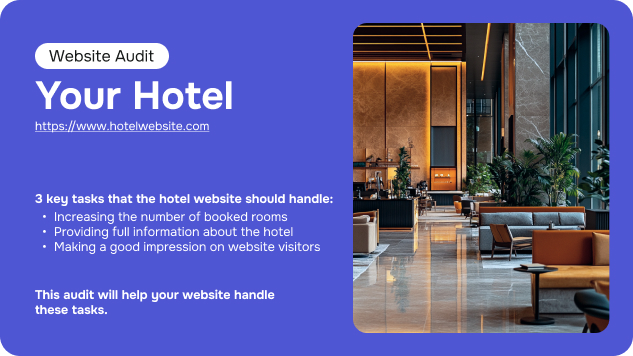 Website Audit
Your Hotel
https://www.hotelwebsite.com
3 key tasks that the hotel website should handle:
• Increasing the number of booked rooms
• Providing full information about the hotel
• Making a good impression on website visitors
This audit will help your website handle
these tasks.